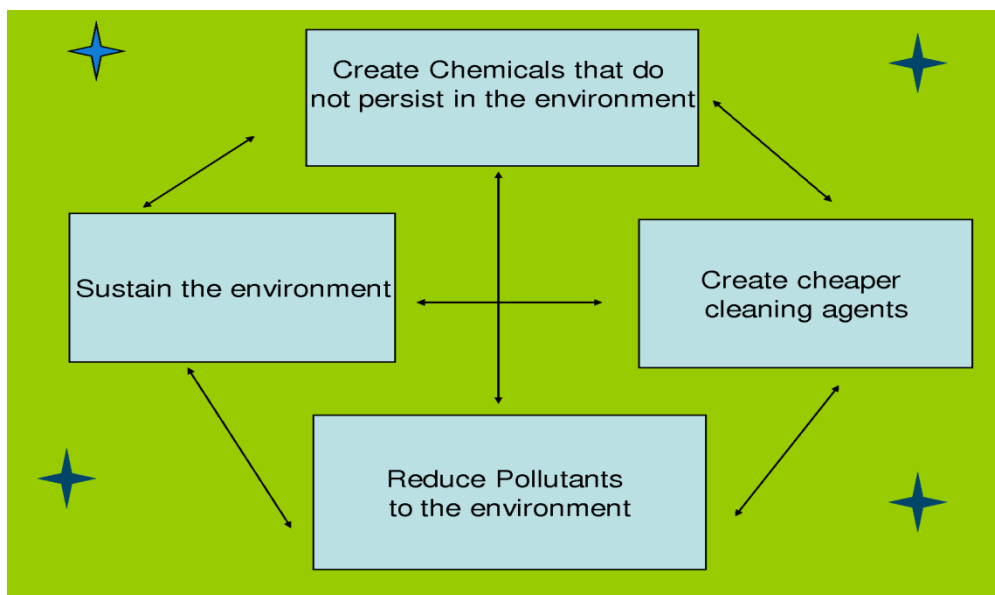 Create Chemicals that do
not persist in the environment
Sustain the environment
Create cheaper
cleaning agents
Reduce Pollutants
to the environment